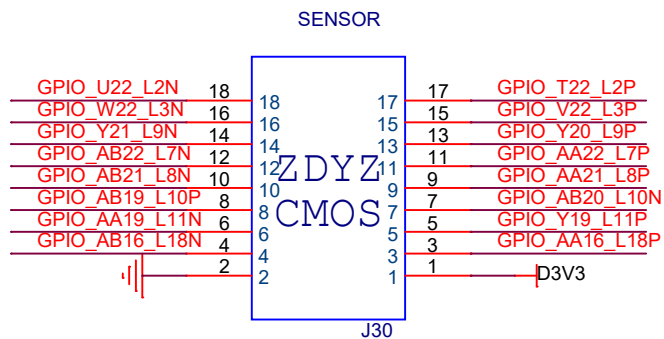 SENSOR
GPIO_U22_L2N 18 18 17 17 GPIO_T22_L2P
GPIO_W22_L3N 16 16 15 15 GPIO_V22_L3P
GPIO_Y21_L9N 14 14 13 13 GPIO_Y20_L9P
GPIO_AB22_L7N 12 12 11 11 GPIO_AA22_L7P
GPIO_AB21_L8N 10 10 9 9 GPIO_AA21_L8P
GPIO_AB19_L10P 8 8 7 7 GPIO_AB20_L10N
GPIO_AA19_L11N 6 6 5 5 GPIO_Y19_L11P
GPIO_AB16_L18N 4 4 3 3 GPIO_AA16_L18P
2 2 1 1 D3V3
ZDYZ
CMOS
J30